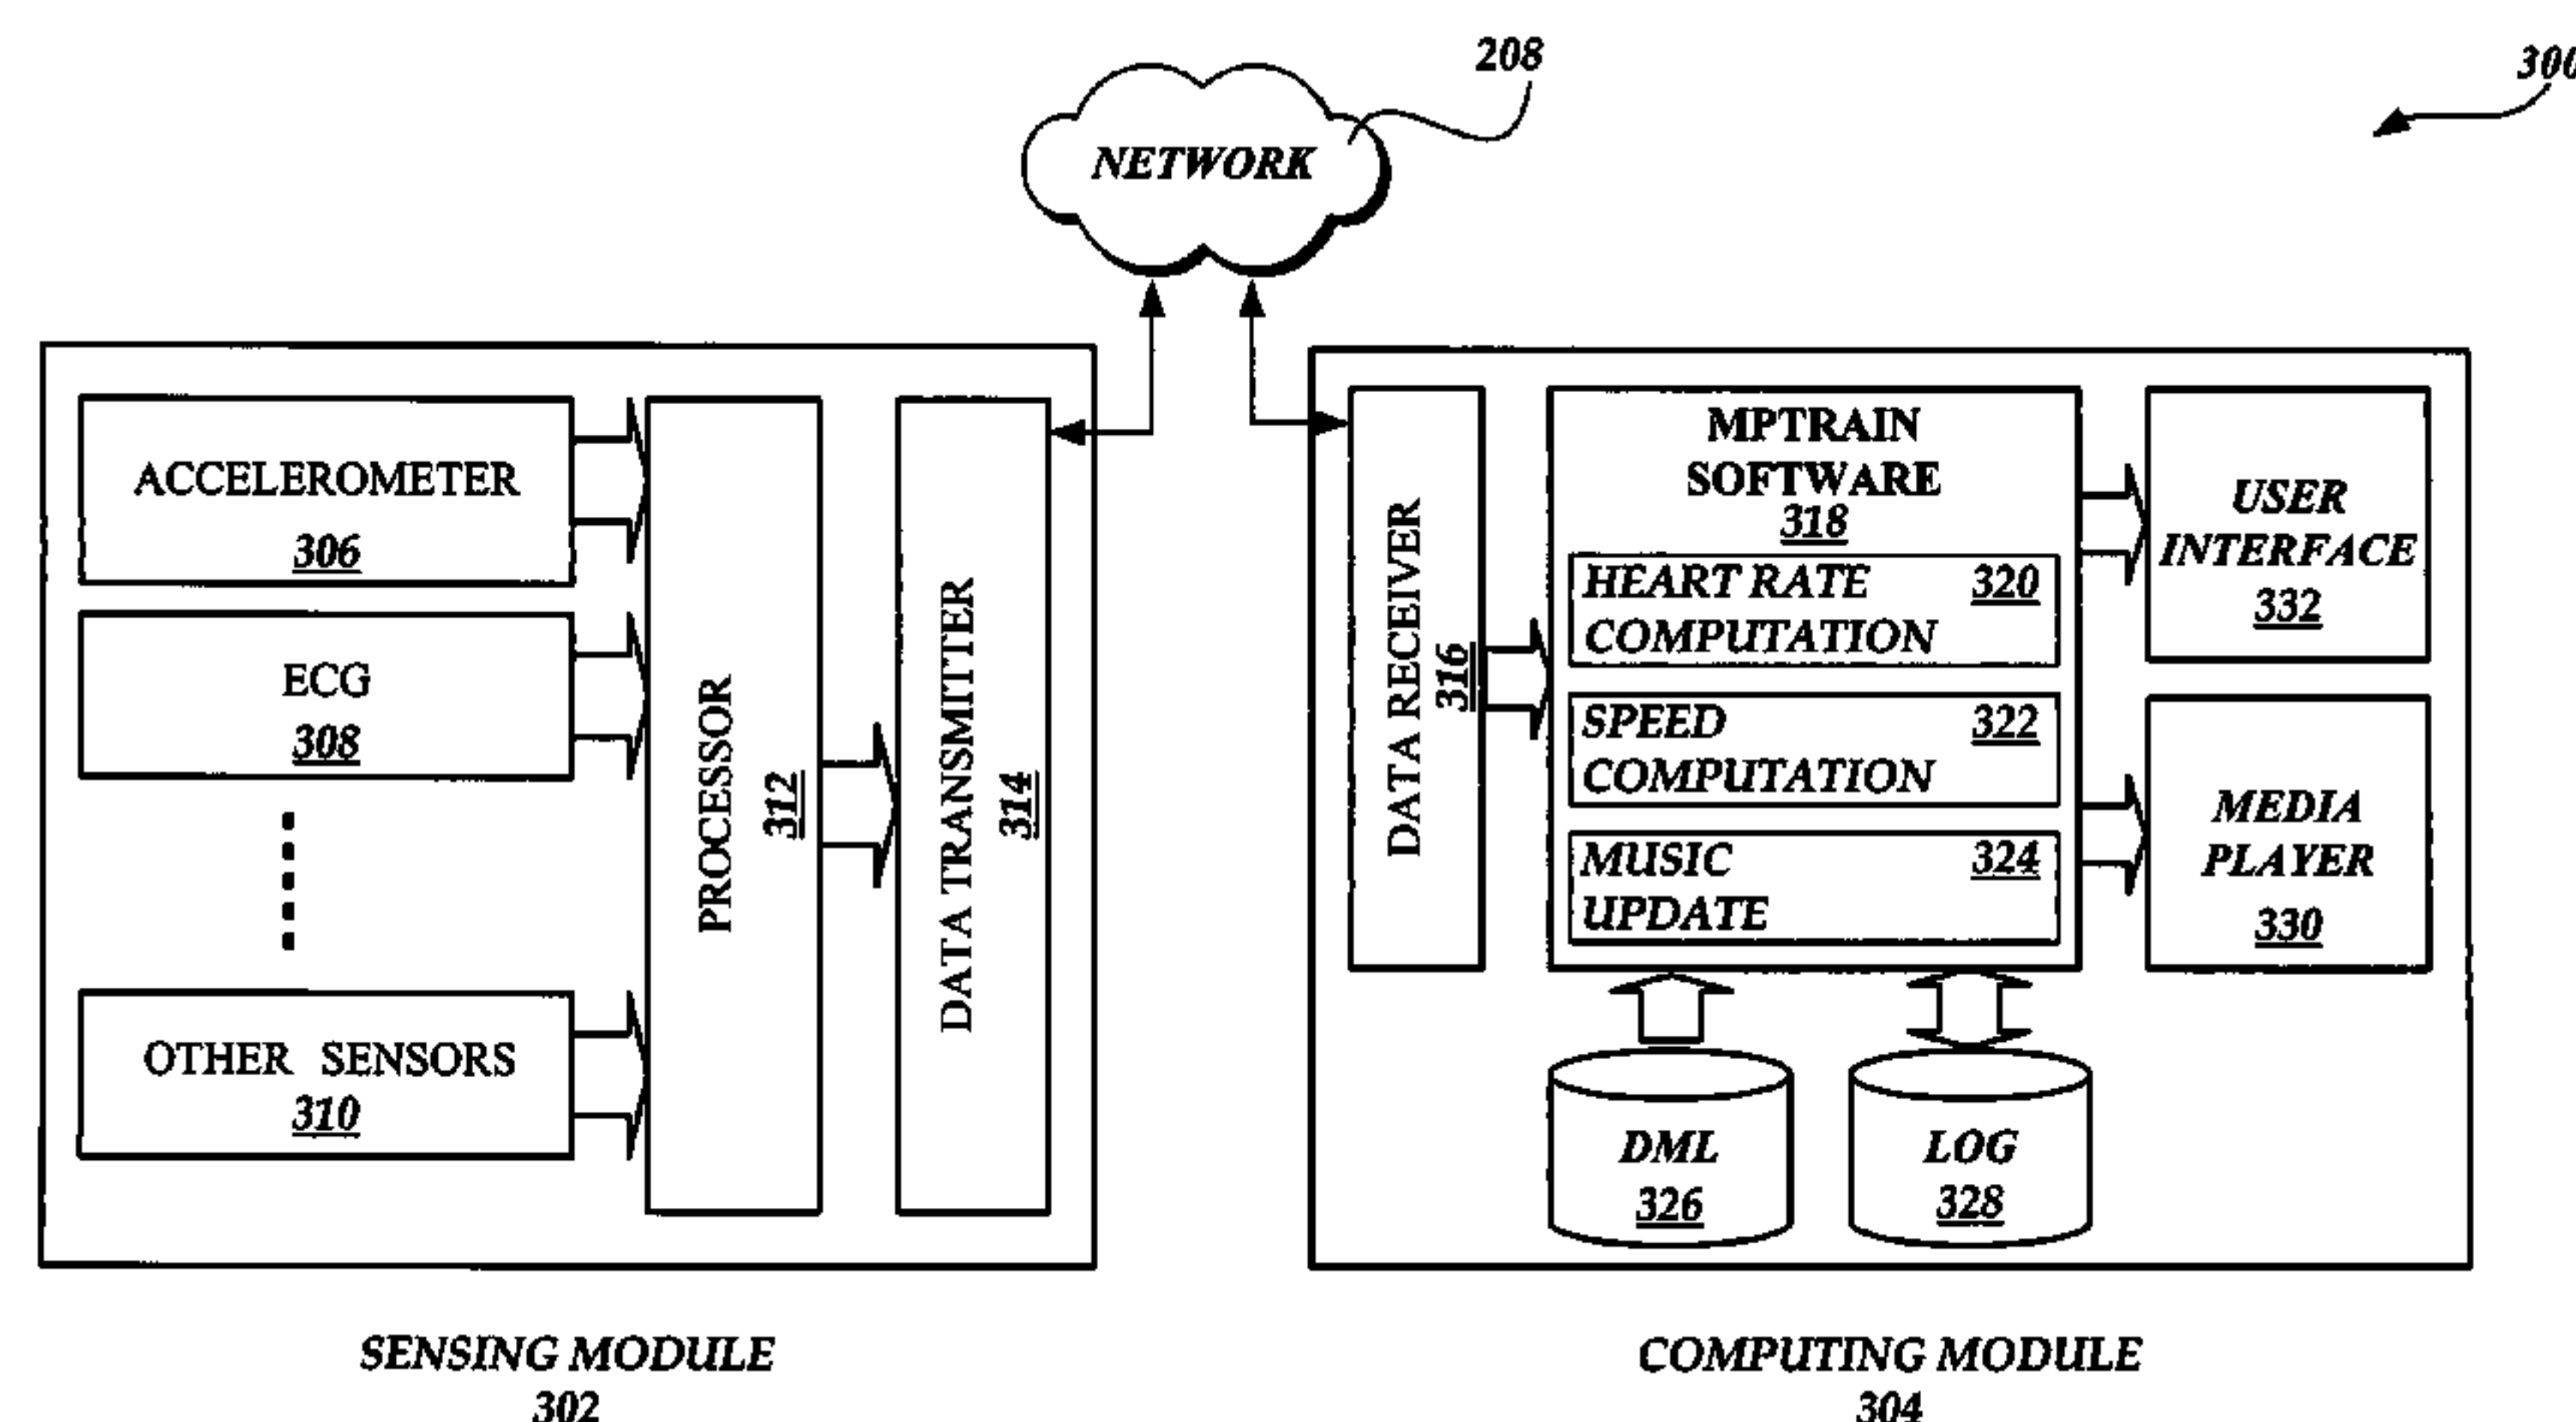 208
300
NETWORK
ACCELEROMETER
306
ECG
308
OTHER SENSORS
310
PROCESSOR
312
DATA TRANSMITTER
314
SENSING MODULE
302
DATA RECEIVER
316
MPTRAIN
SOFTWARE
318
HEART RATE 320
COMPUTATION
SPEED 322
COMPUTATION
MUSIC 324
UPDATE
USER
INTERFACE
332
MEDIA
PLAYER
330
DML
326
LOG
328
COMPUTING MODULE
304